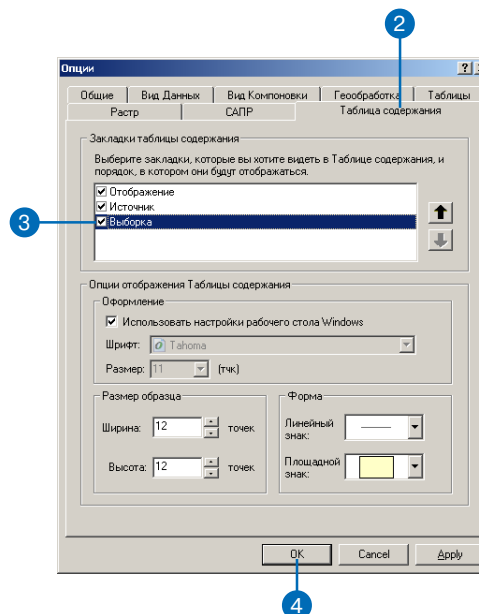 2
Опции
Общие Вид Данных Вид Компоновки Геообработка Таблицы
Растр САПР Таблица содержания
Закладки таблицы содержания
Выберите закладки, которые вы хотите видеть в Таблице содержания, и
порядок, в котором они будут отображаться.
Отображение
Источник
3 Выборка
Опции отображения Таблицы содержания
Оформление
Использовать настройки рабочего стола Windows
Шрифт: Tahoma
Размер: 11 (тчк)
Размер образца Форма
Ширина: 12 точек Линейный
знак:
Высота: 12 точек Площадной
знак:
OK Cancel Apply
4